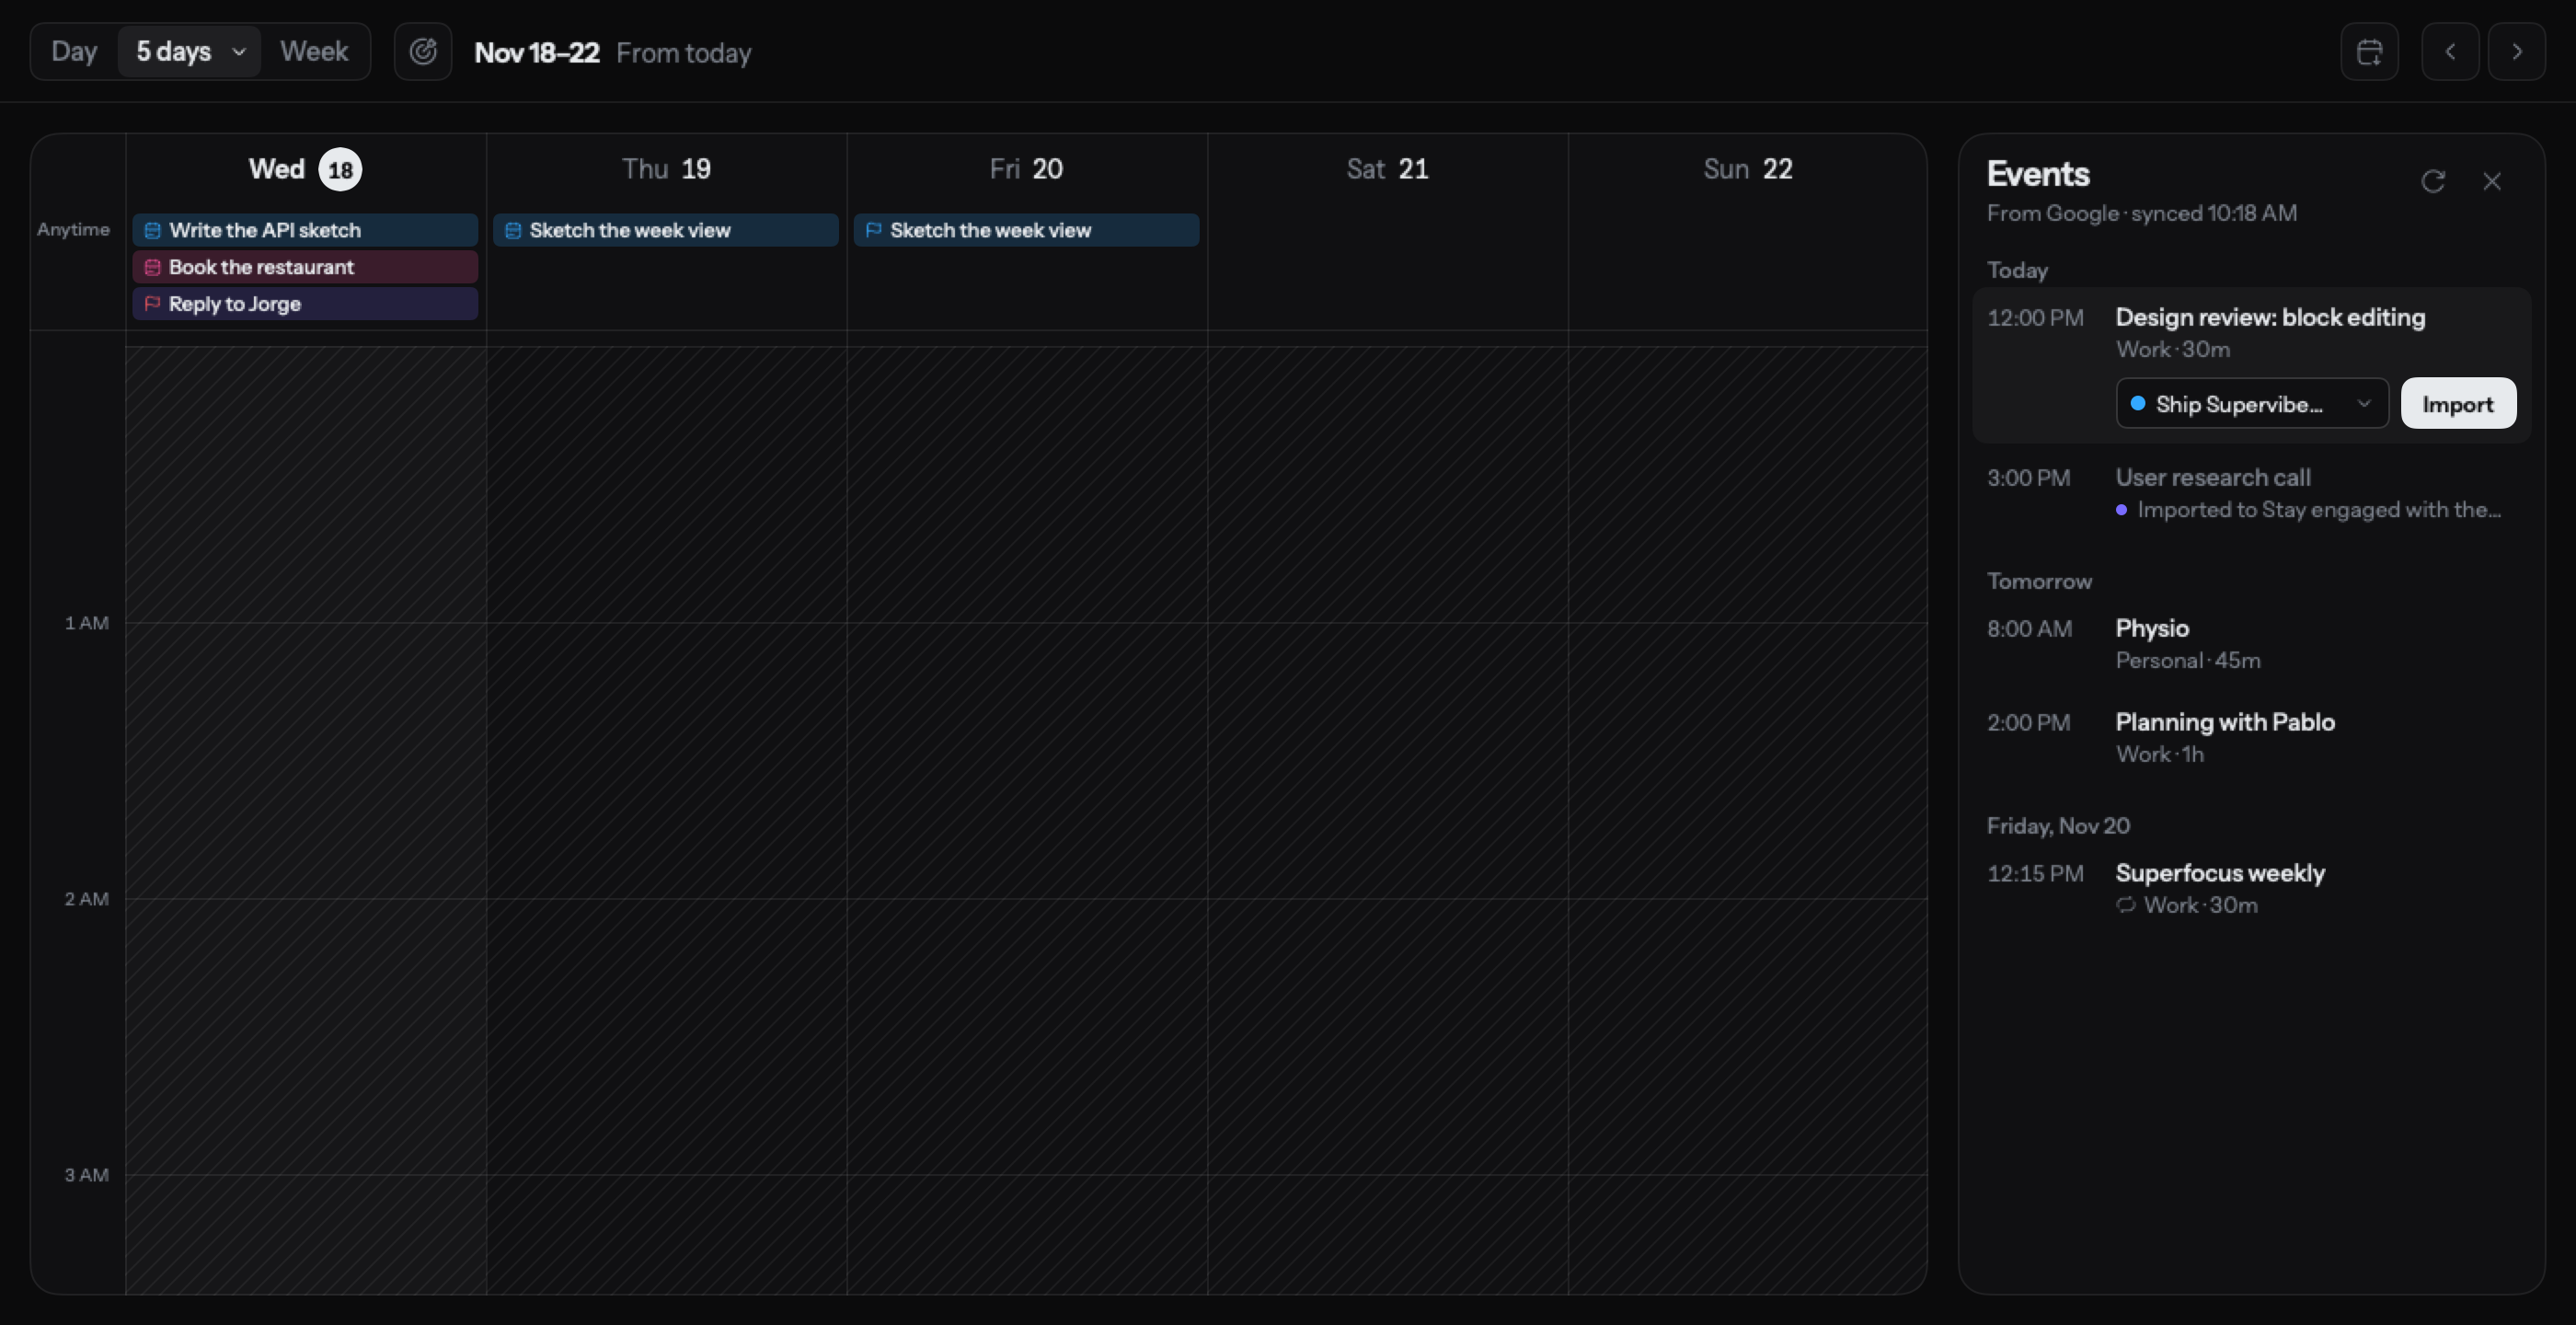 Day 5 days Week Nov 18–22 From today
Wed 18 Thu 19 Fri 20 Sat 21 Sun 22
Anytime Write the API sketch Sketch the week view Sketch the week view
Book the restaurant
Reply to Jorge
1 AM
2 AM
3 AM
Events
From Google · synced 10:18 AM
Today
12:00 PM Design review: block editing
Work · 30m
Ship Supervibe... Import
3:00 PM User research call
Imported to Stay engaged with the...
Tomorrow
8:00 AM Physio
Personal · 45m
2:00 PM Planning with Pablo
Work · 1h
Friday, Nov 20
12:15 PM Superfocus weekly
Work · 30m